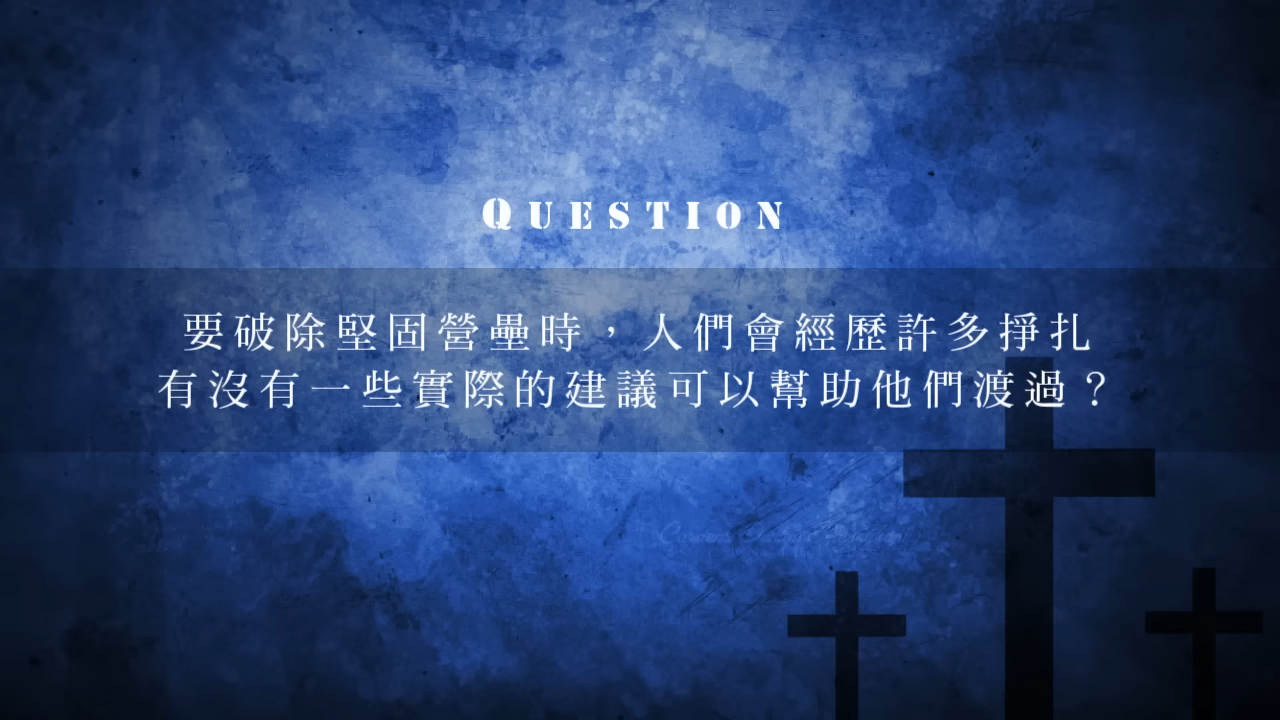 QUESTION
要破除堅固營壘時，人們會經歷許多掙扎
有沒有一些實際的建議可以幫助他們渡過？